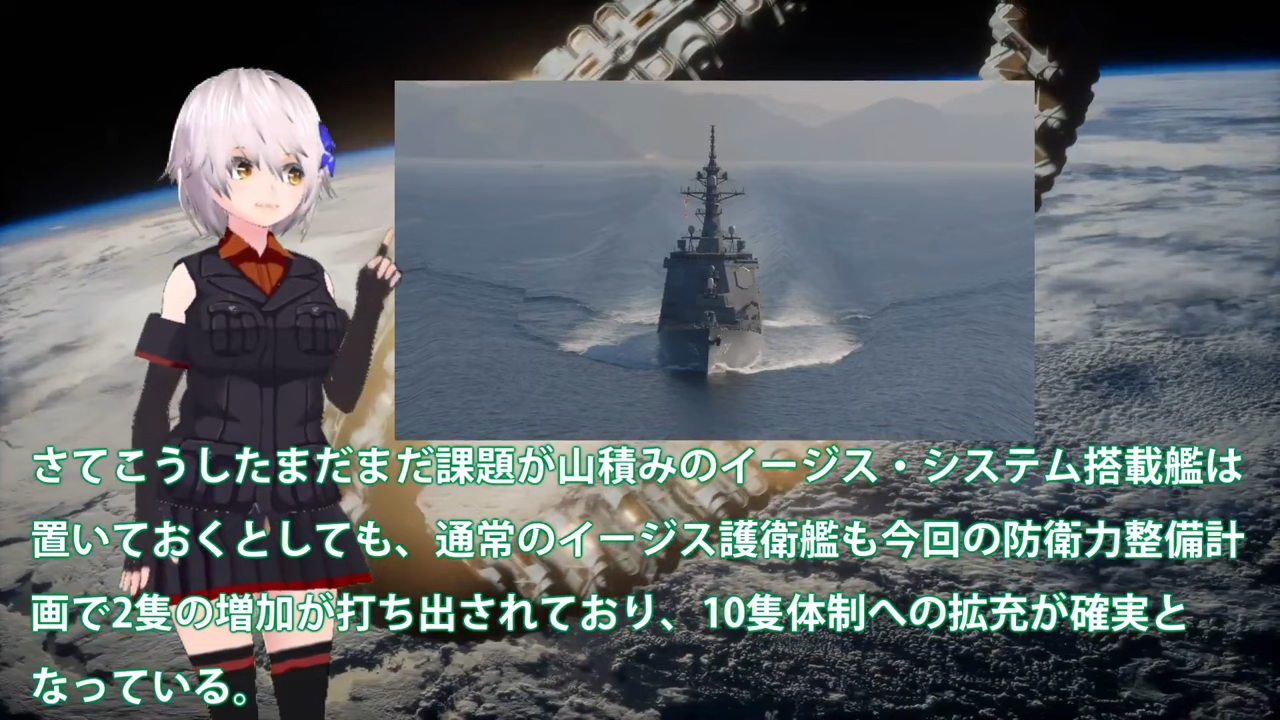 さてこうしたまだまだ課題が山積みのイージス・システム搭載艦は
置いておくとしても、通常のイージス護衛艦も今回の防衛力整備計
画で2隻の増加が打ち出されており、10隻体制への拡充が確実と
なっている。